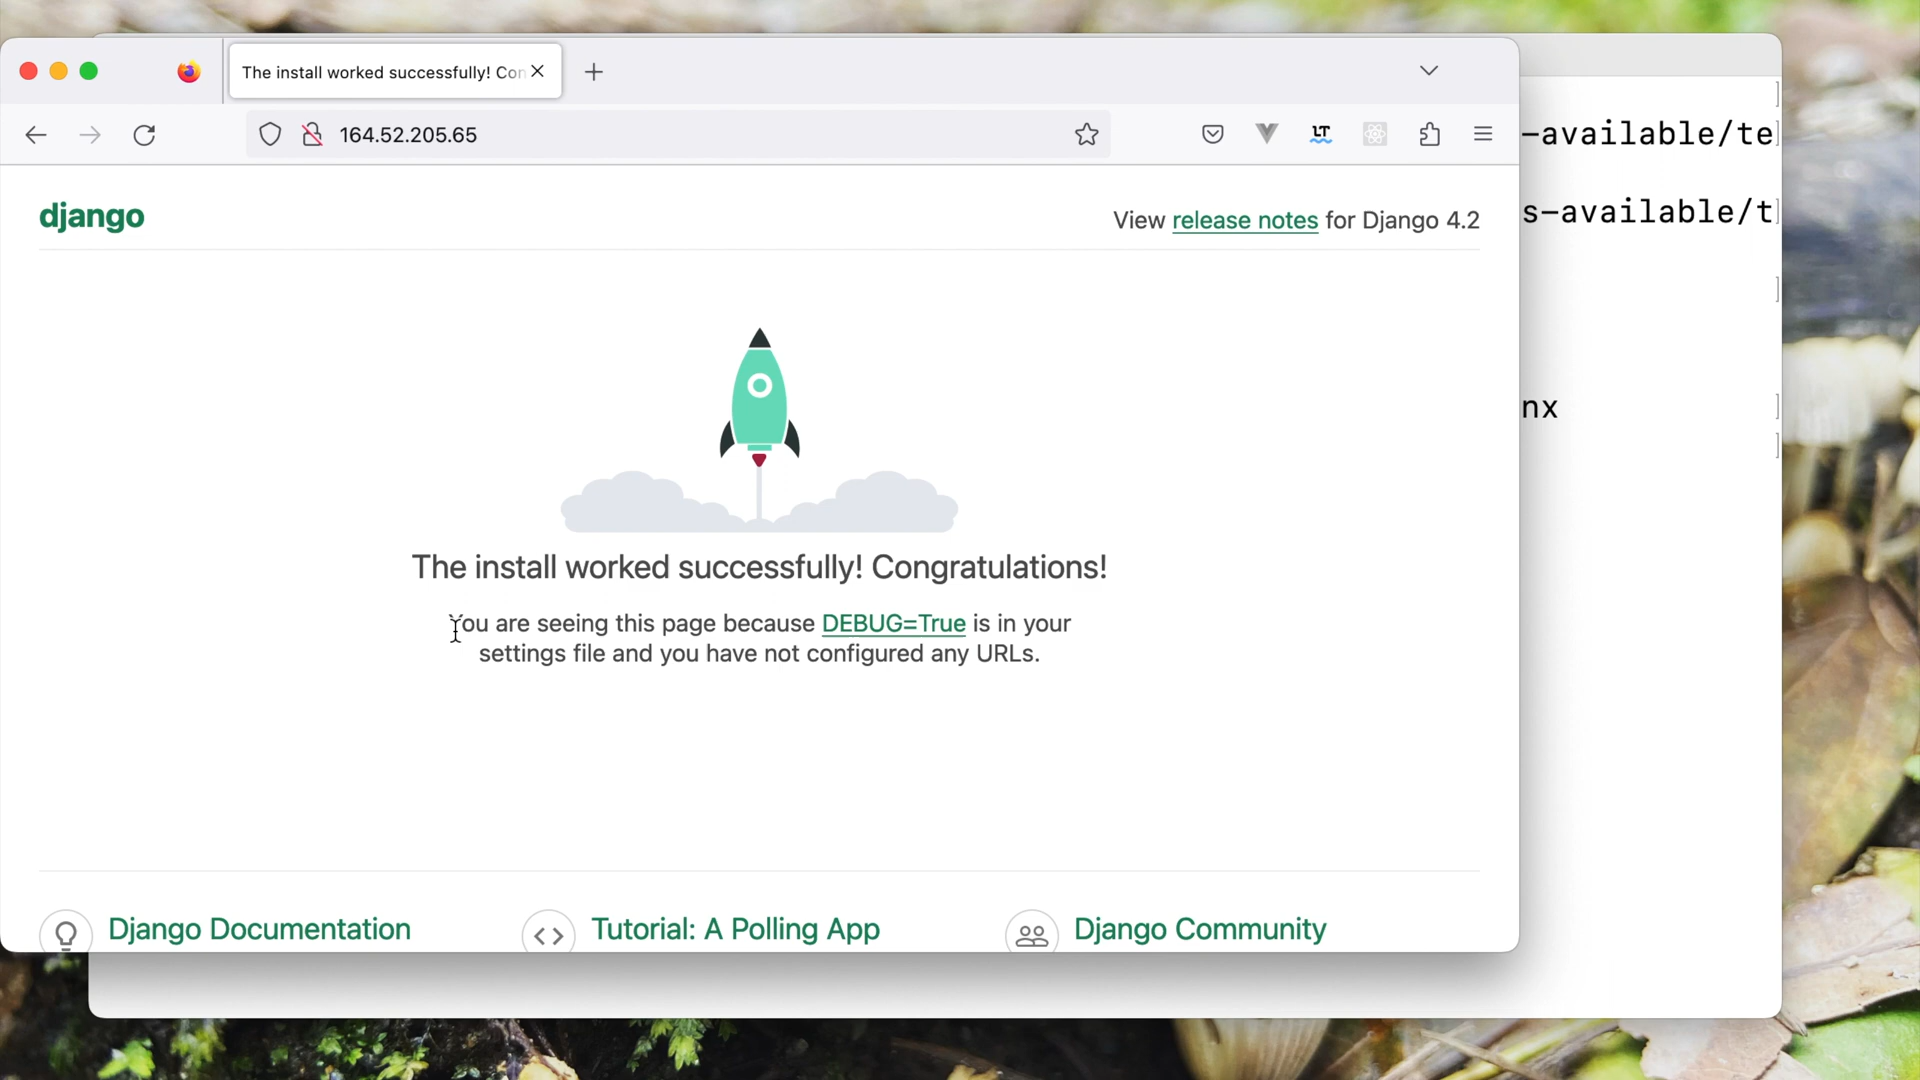 The install worked successfully! Con
164.52.205.65
LT
django
View release notes for Django 4.2
The install worked successfully! Congratulations!
You are seeing this page because DEBUG=True is in your
settings file and you have not configured any URLs.
Django Documentation
Tutorial: A Polling App
Django Community
-available/te]
s-available/t]
]
]
nx ]
]